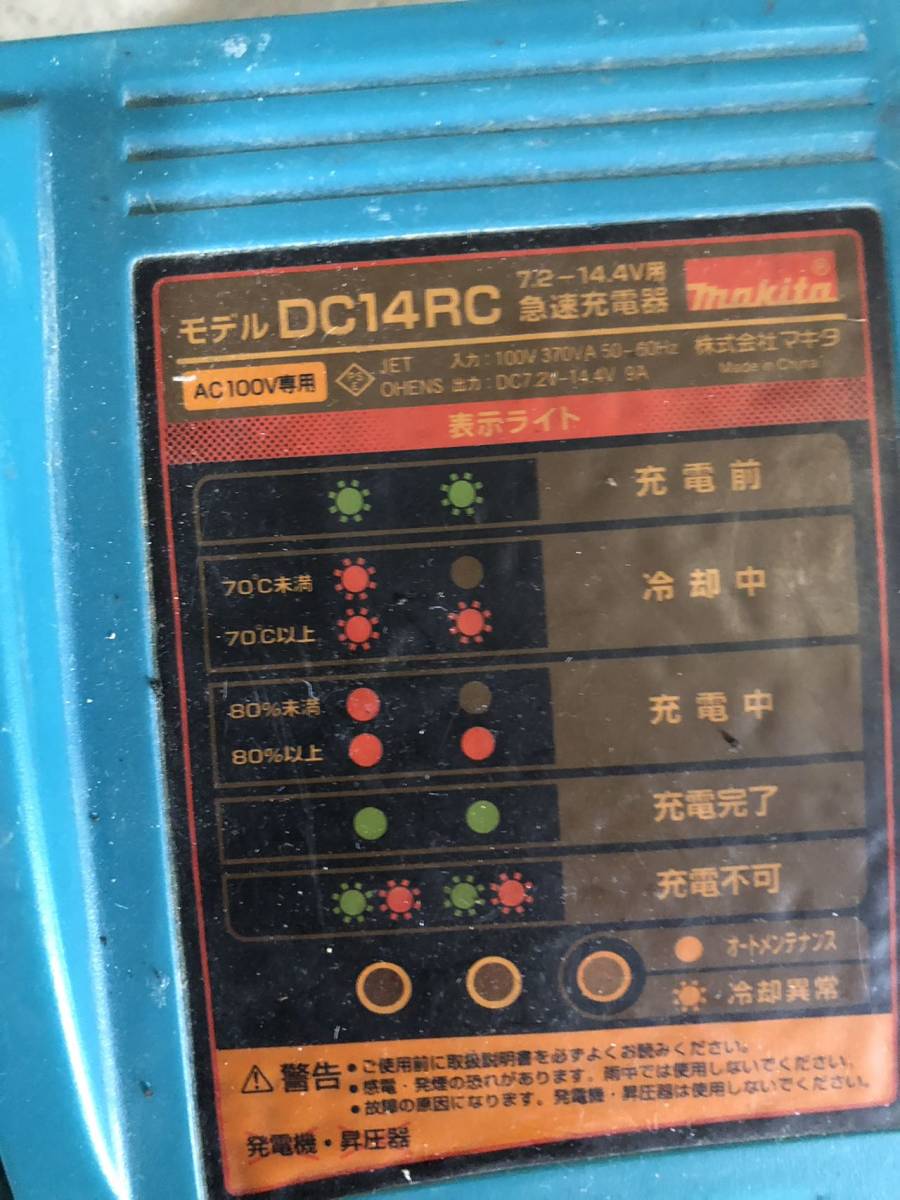 モデル DC14RC 7.2-14.4V用 急速充電器 makita®
AC100V専用 JET 入力：100V 370VA 50-60Hz 株式会社マキタ
OHENS 出力：DC7.2V-14.4V 9A Made in China
表示ライト
充電前
70℃未満 冷却中
70℃以上
80%未満 充電中
80%以上
充電完了
充電不可
オートメンテナンス
冷却異常
警告 •ご使用前に取扱説明書を必ずよくお読みください。
•感電・発煙の恐れがあります。雨中では使用しないでください。
•故障の原因になります。発電機・昇圧器は使用しないでください。
発電機・昇圧器